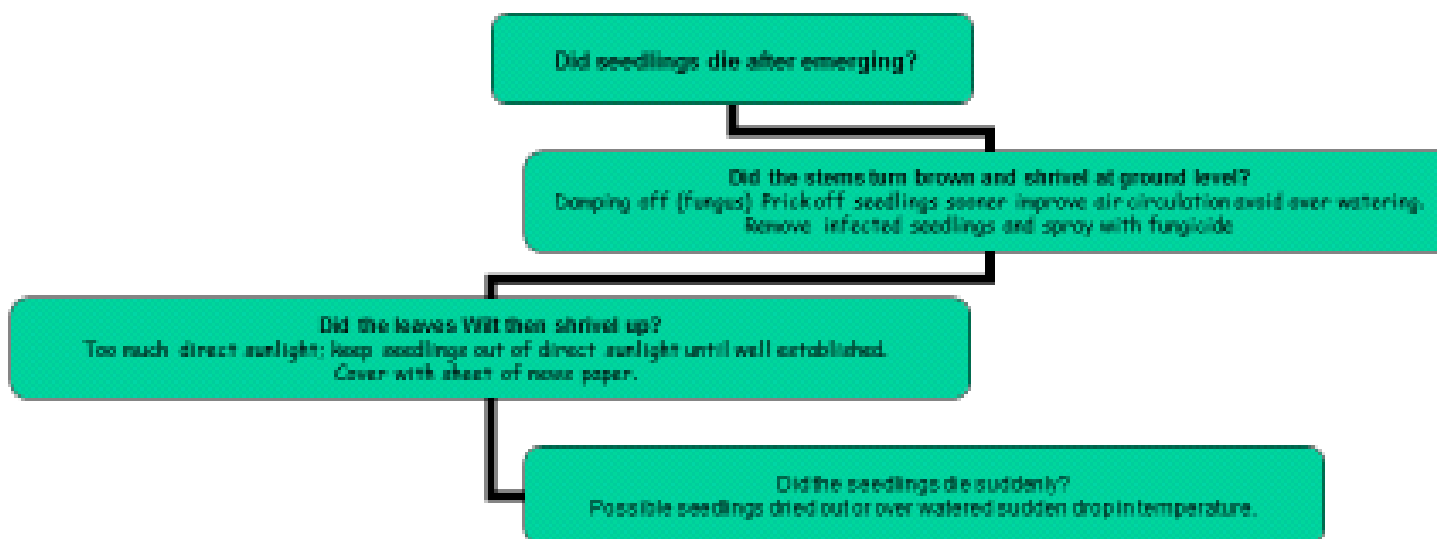 Did seedlings die after emerging?
Did the stems turn brown and shrivel at ground level?
Damping off (fungus) Prick off seedlings sooner improve air circulation avoid over watering.
Remove infected seedlings and spray with fungicide
Did the leaves Wilt then shrivel up?
Too much direct sunlight; keep seedlings out of direct sunlight until well established.
Cover with sheet of news paper.
Did the seedlings die suddenly?
Possible seedlings dried out or over watered sudden drop in temperature.